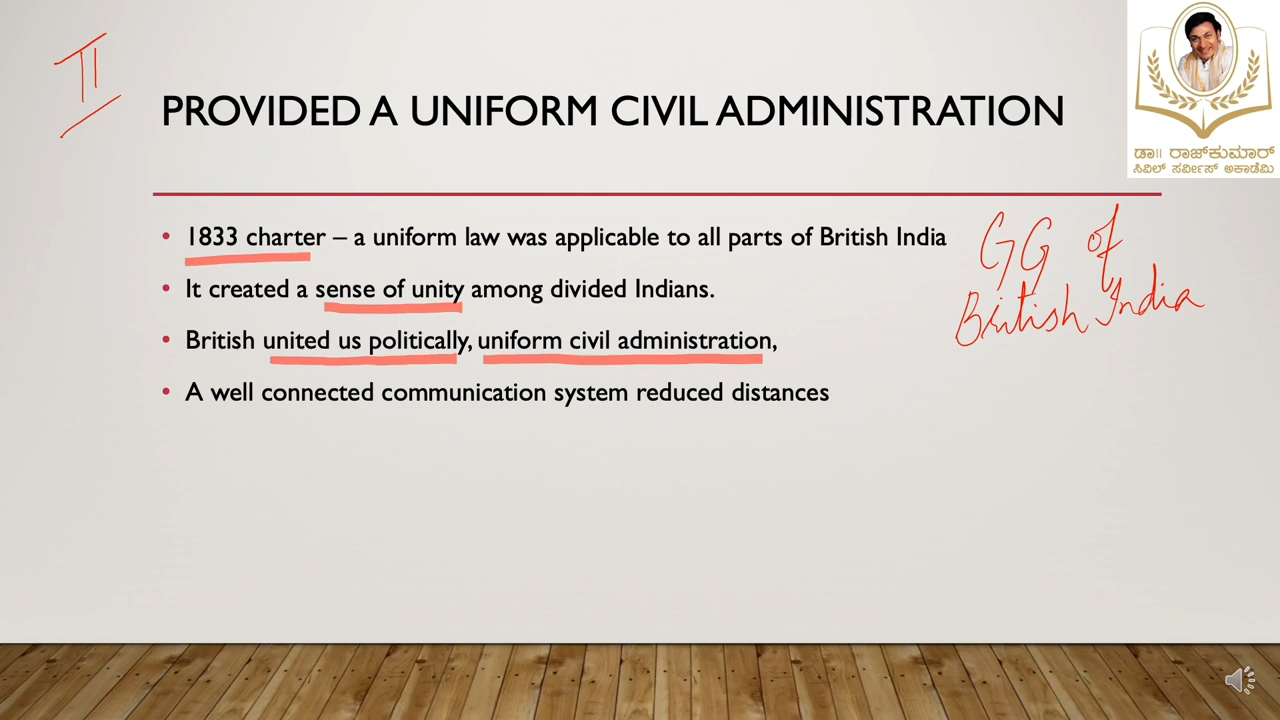 II
PROVIDED A UNIFORM CIVIL ADMINISTRATION
ಡಾ|| ರಾಜ್‌ಕುಮಾರ್
ಸಿವಿಲ್ ಸರ್ವೀಸ್ ಅಕಾಡೆಮಿ
• 1833 charter – a uniform law was applicable to all parts of British India
• It created a sense of unity among divided Indians.
• British united us politically, uniform civil administration,
• A well connected communication system reduced distances
GG of
British India